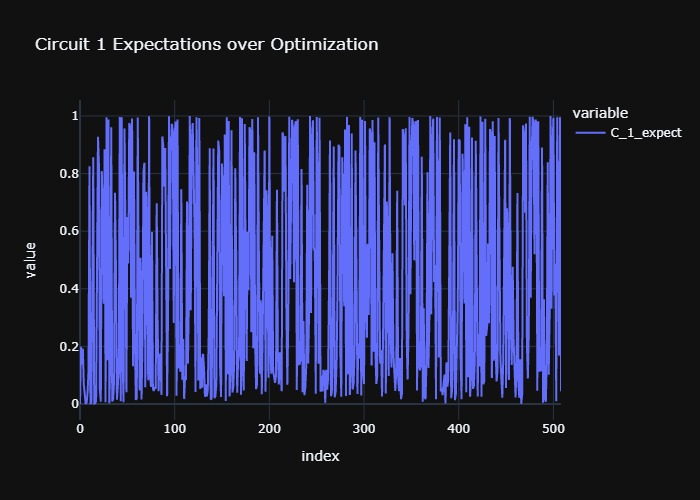 Circuit 1 Expectations over Optimization
variable
C_1_expect
value
1
0.8
0.6
0.4
0.2
0
0 100 200 300 400 500
index